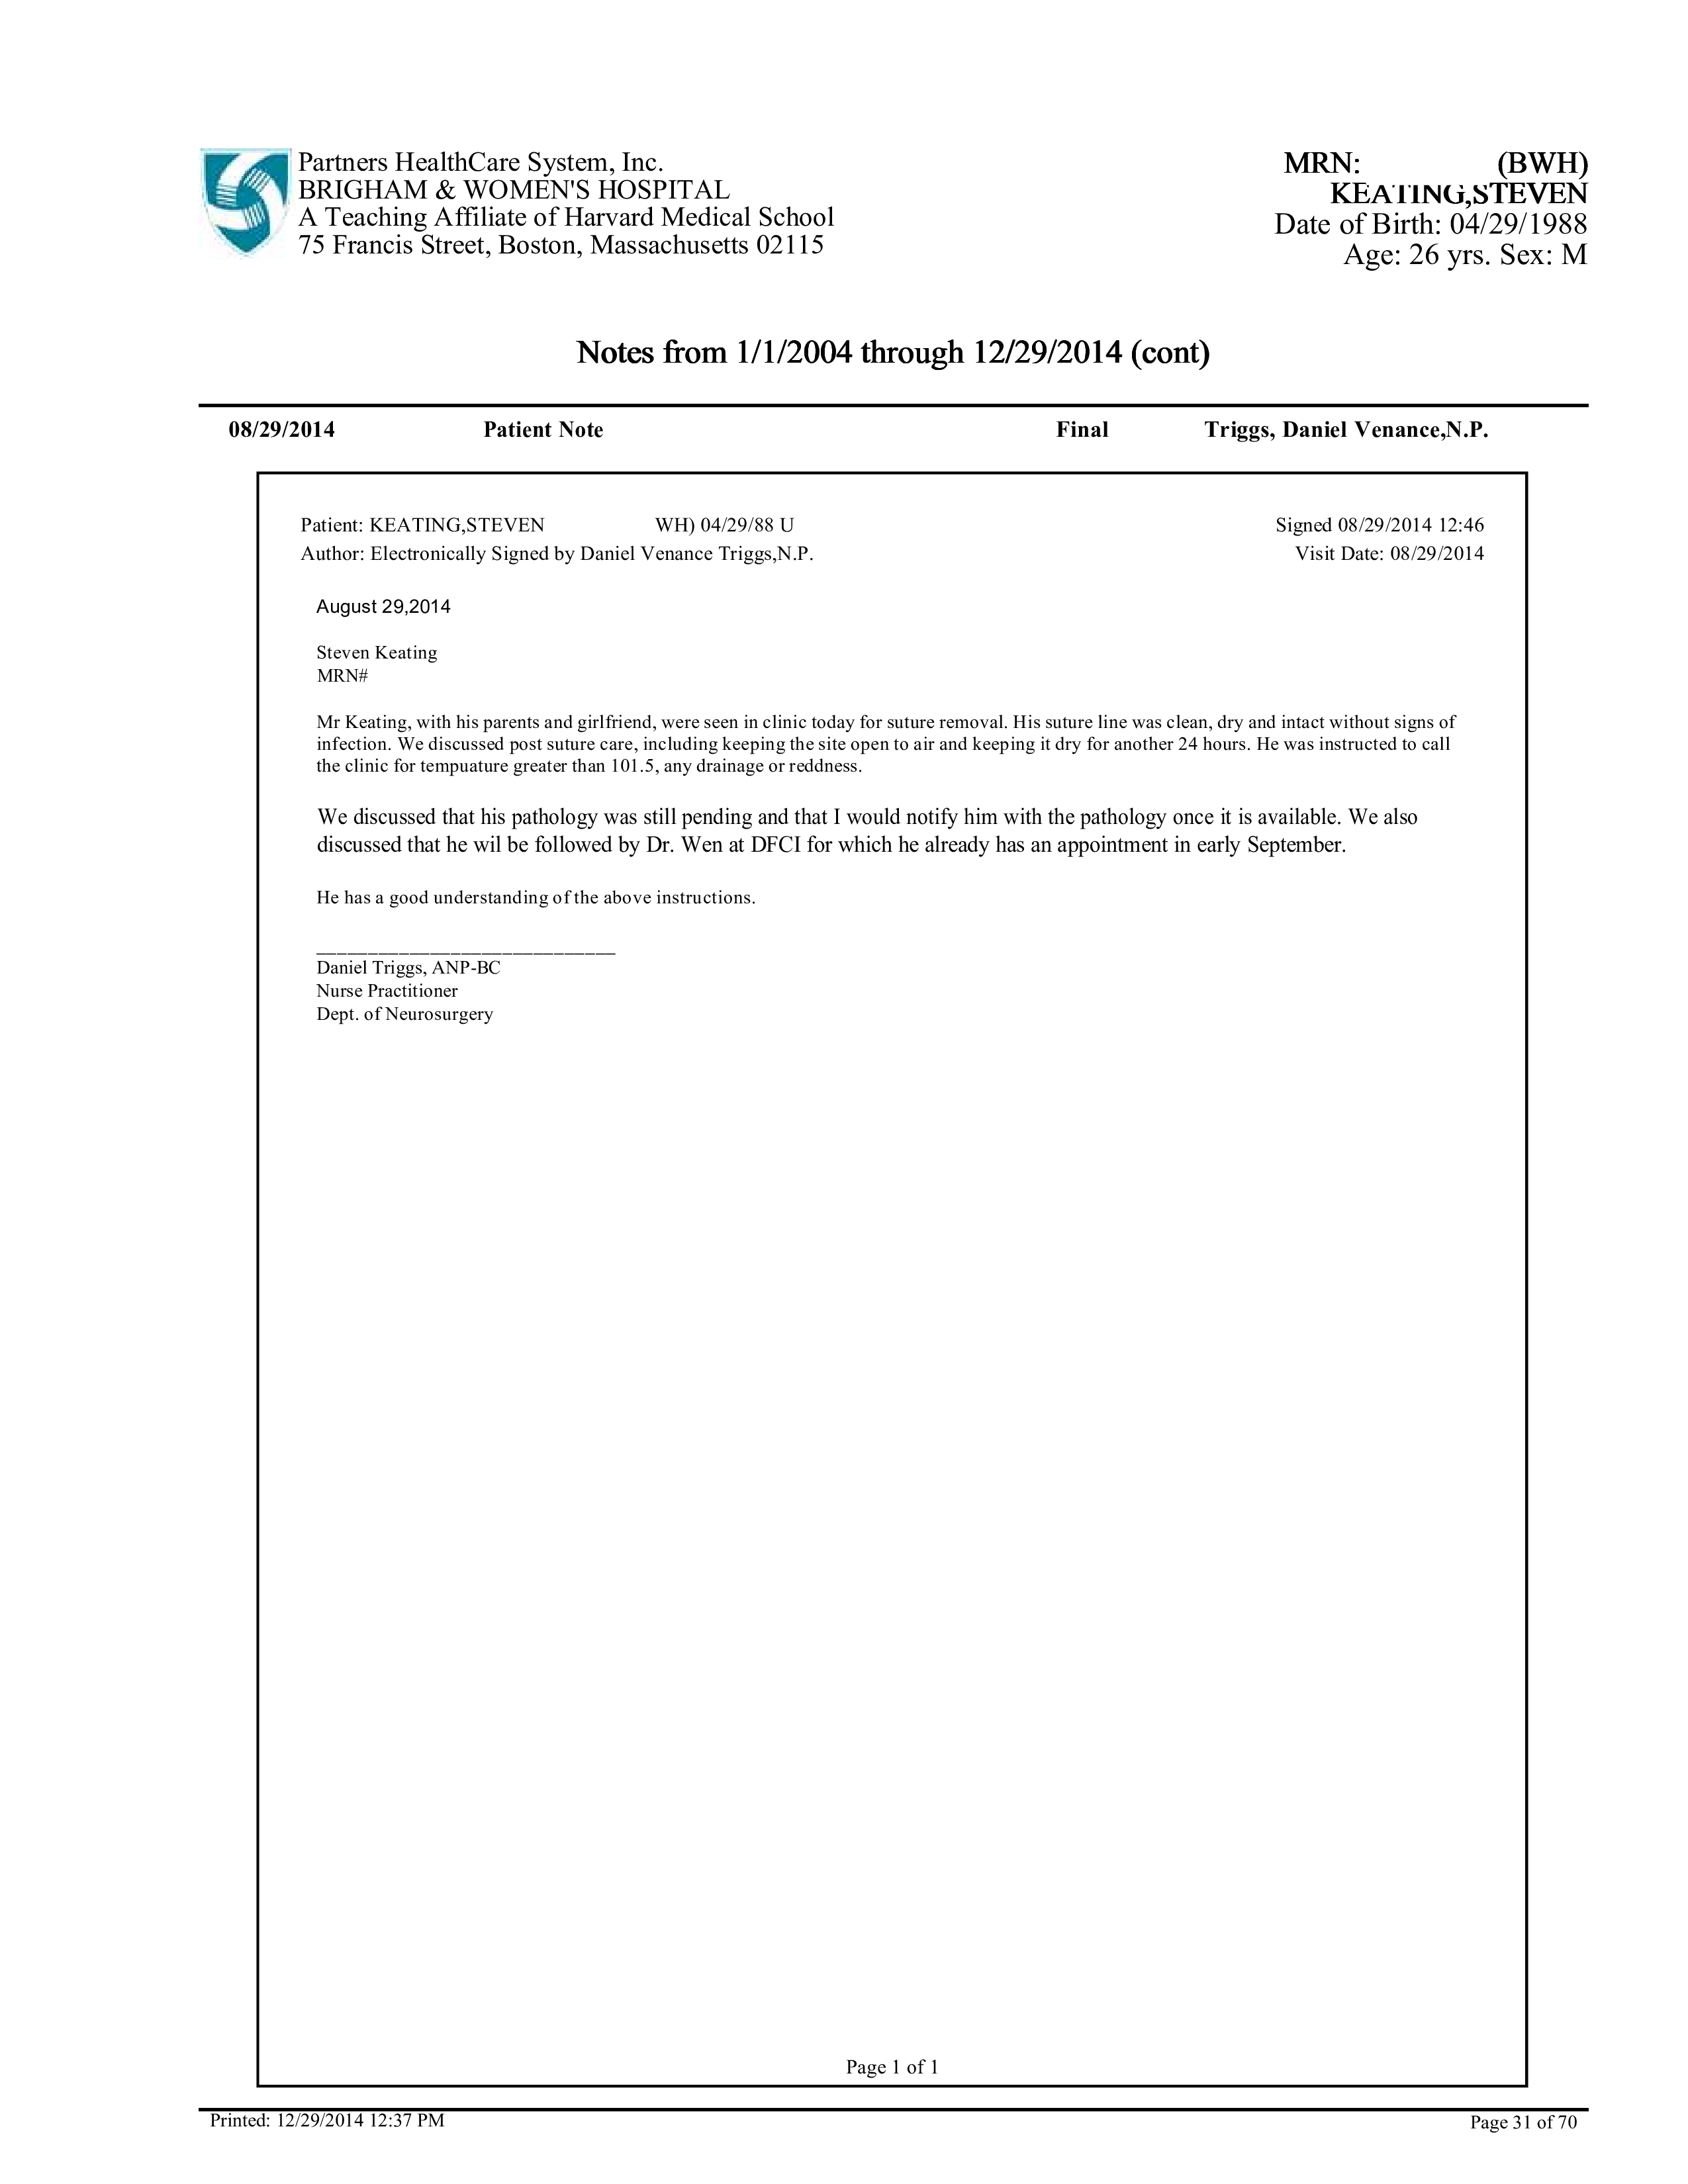 Partners HealthCare System, Inc.
BRIGHAM & WOMEN'S HOSPITAL
A Teaching Affiliate of Harvard Medical School
75 Francis Street, Boston, Massachusetts 02115
MRN: (BWH)
KEATING,STEVEN
Date of Birth: 04/29/1988
Age: 26 yrs. Sex: M
Notes from 1/1/2004 through 12/29/2014 (cont)
08/29/2014 Patient Note Final Triggs, Daniel Venance,N.P.
Patient: KEATING,STEVEN WH) 04/29/88 U Signed 08/29/2014 12:46
Author: Electronically Signed by Daniel Venance Triggs,N.P. Visit Date: 08/29/2014
August 29,2014
Steven Keating
MRN#
Mr Keating, with his parents and girlfriend, were seen in clinic today for suture removal. His suture line was clean, dry and intact without signs of
infection. We discussed post suture care, including keeping the site open to air and keeping it dry for another 24 hours. He was instructed to call
the clinic for tempuature greater than 101.5, any drainage or reddness.
We discussed that his pathology was still pending and that I would notify him with the pathology once it is available. We also
discussed that he wil be followed by Dr. Wen at DFCI for which he already has an appointment in early September.
He has a good understanding of the above instructions.
______________________________
Daniel Triggs, ANP-BC
Nurse Practitioner
Dept. of Neurosurgery
Page 1 of 1
Printed: 12/29/2014 12:37 PM Page 31 of 70